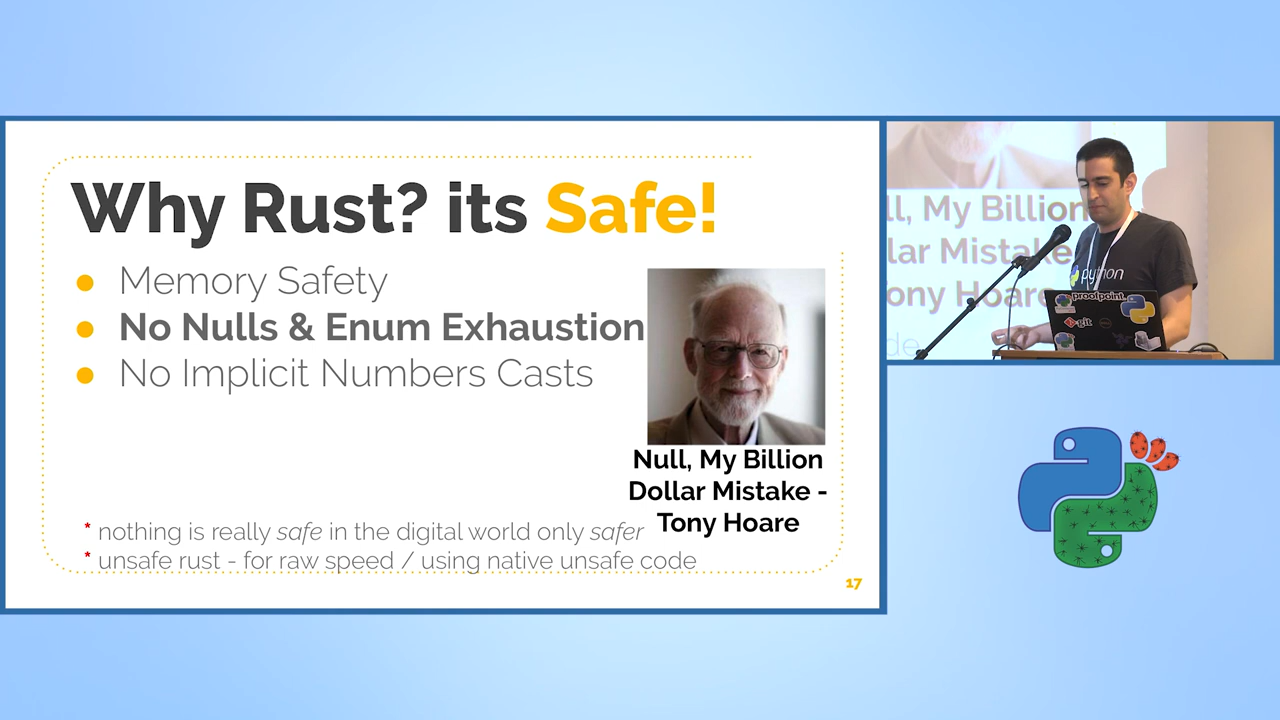 Why Rust? its Safe!
● Memory Safety
● No Nulls & Enum Exhaustion
● No Implicit Numbers Casts
Null, My Billion
Dollar Mistake -
Tony Hoare
* nothing is really safe in the digital world only safer
* unsafe rust - for raw speed / using native unsafe code
17
ll, My Billion
lar Mistake
ony Hoare
de
python
proofpoint.
git